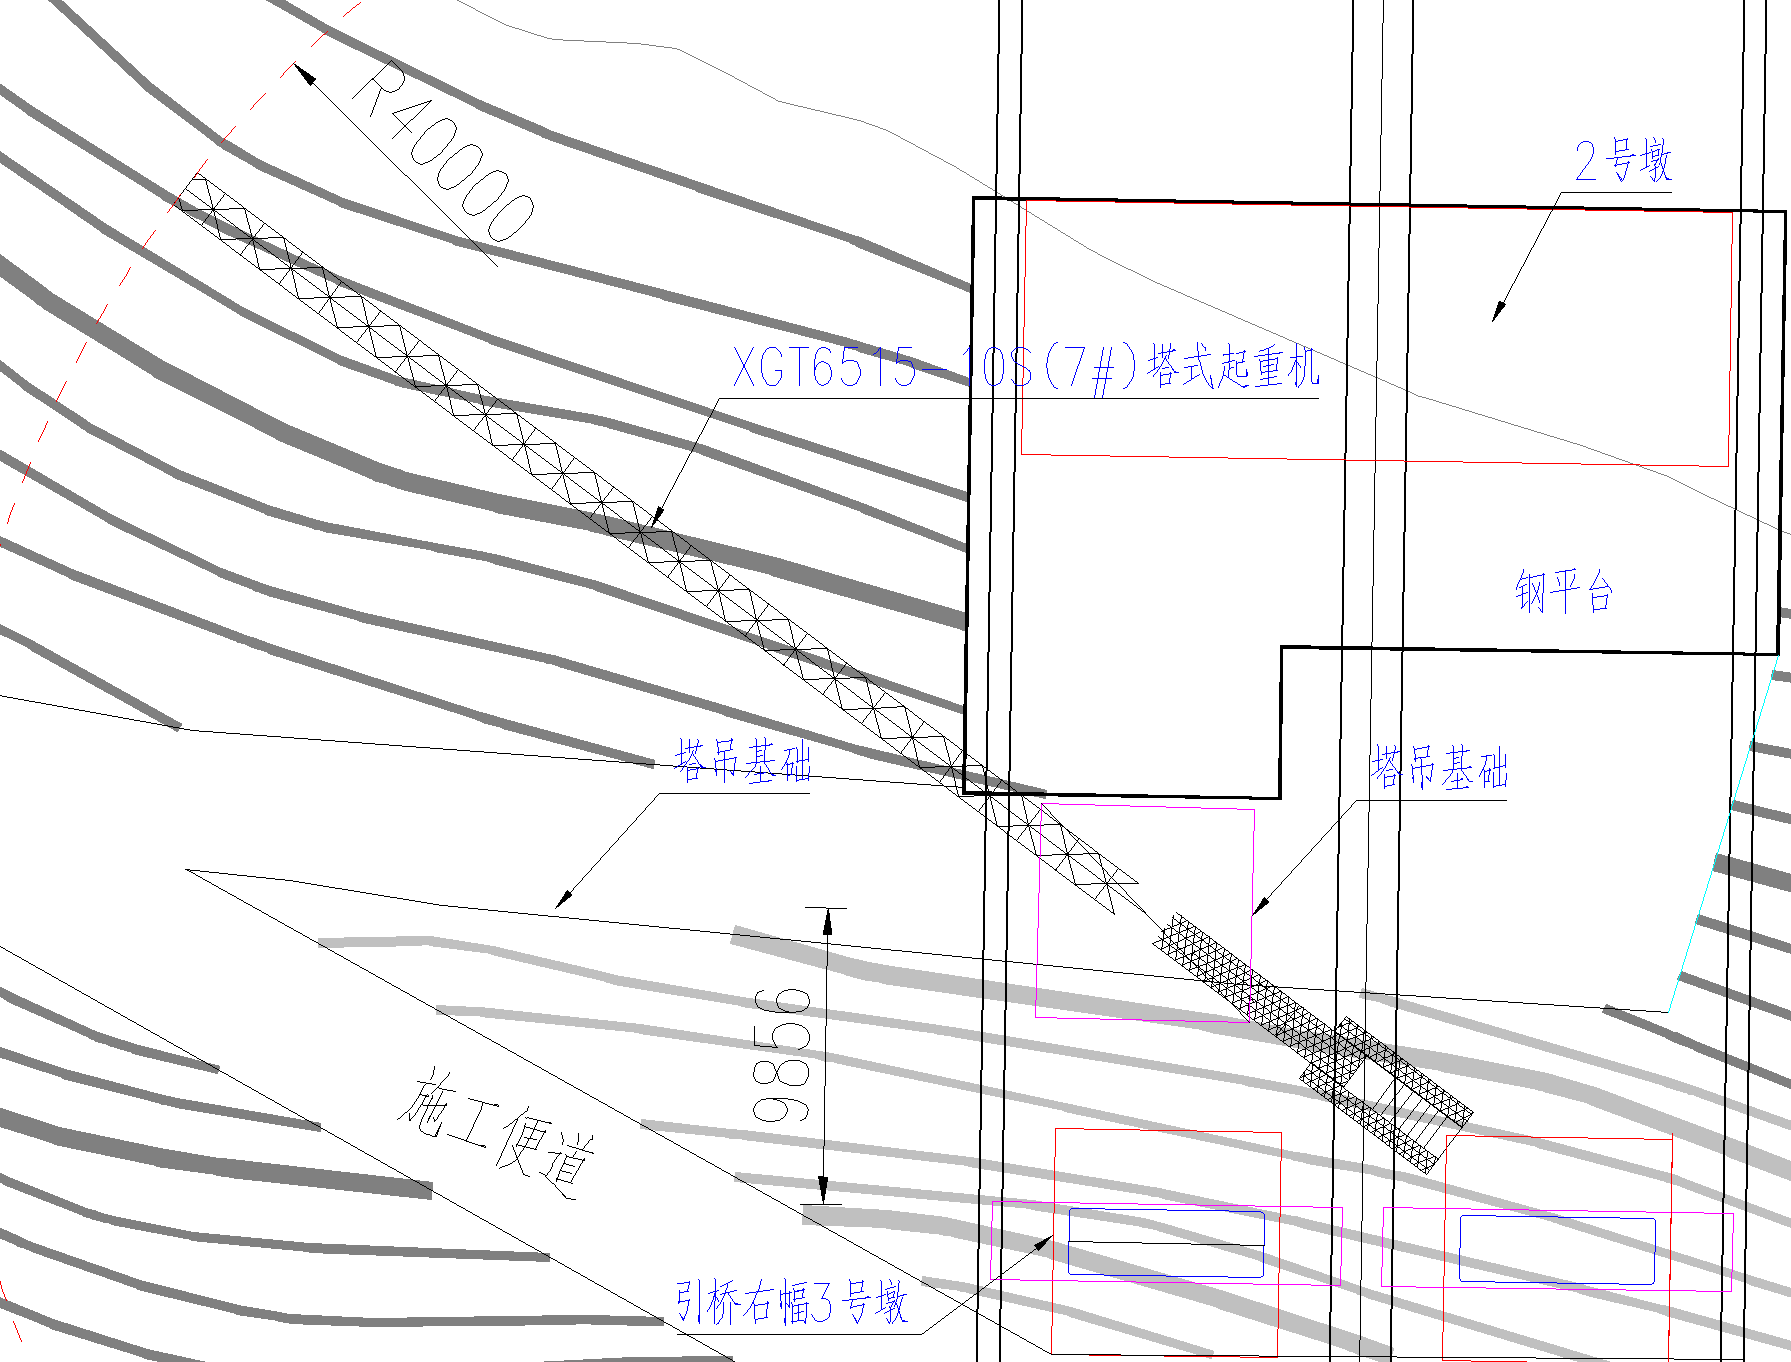 R40000
2号墩
XGT6515-10S(7#)塔式起重机
钢平台
塔吊基础
塔吊基础
9856
施工便道
引桥右幅3号墩